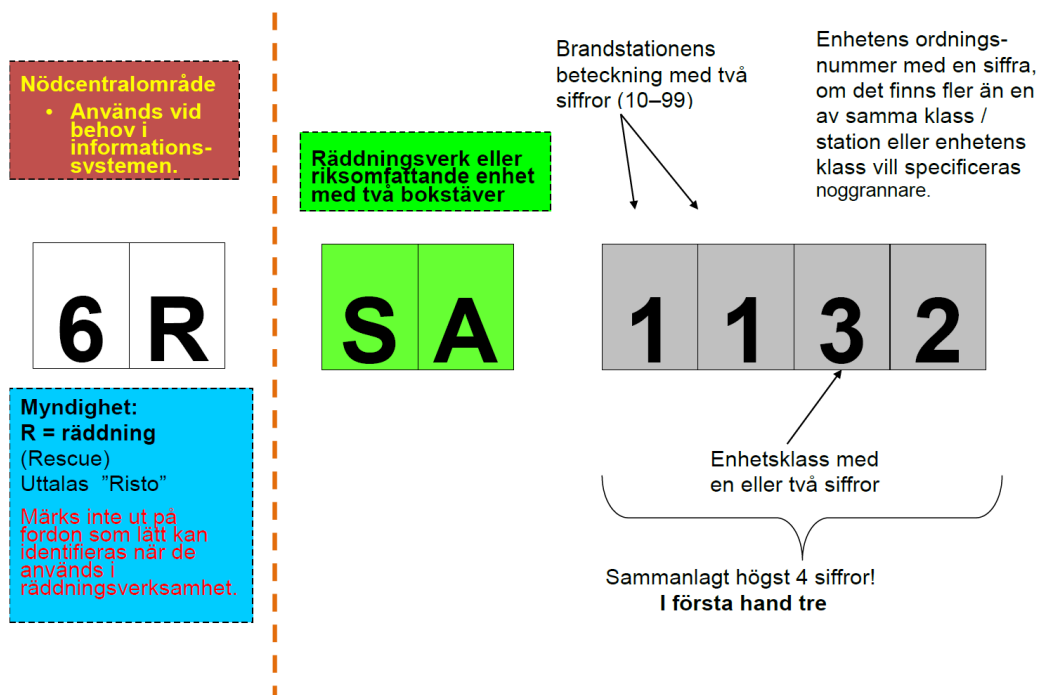 Nödcentralområde
• Används vid
behov i
informations-
systemen.
Räddningsverk eller
riksomfattande enhet
med två bokstäver
Brandstationens
beteckning med två
siffror (10–99)
Enhetens ordnings-
nummer med en siffra,
om det finns fler än en
av samma klass /
station eller enhetens
klass vill specificeras
noggrannare.
6 R
S A
1 1 3 2
Myndighet:
R = räddning
(Rescue)
Uttalas ”Risto”
Märks inte ut på
fordon som lätt kan
identifieras när de
används i
räddningsverksamhet.
Enhetsklass med
en eller två siffror
Sammanlagt högst 4 siffror!
I första hand tre